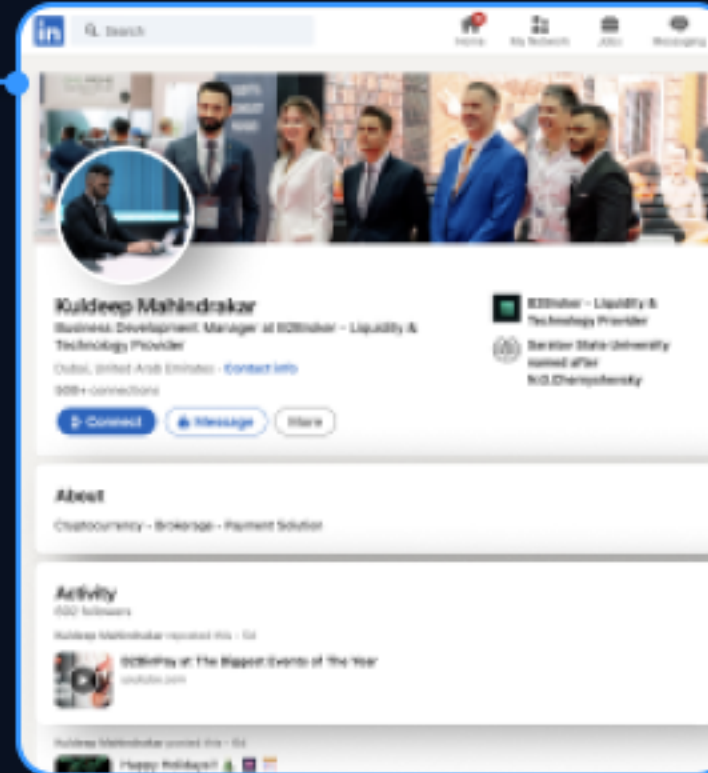 in
Search
Home
My Network
Jobs
Messaging
Kuldeep Mahindrakar
Business Development Manager at B2Broker - Liquidity &
Technology Provider
Dubai, United Arab Emirates - Contact info
500+ connections
Connect
Message
More
B2Broker - Liquidity &
Technology Provider
Saratov State University
named after
N.G.Chernyshevsky
About
Cryptocurrency - Brokerage - Payment Solution
Activity
602 followers
Kuldeep Mahindrakar reposted this - 5d
B2BinPay at The Biggest Events of The Year
youtube.com
Kuldeep Mahindrakar posted this - 6d
Happy Holidays!!